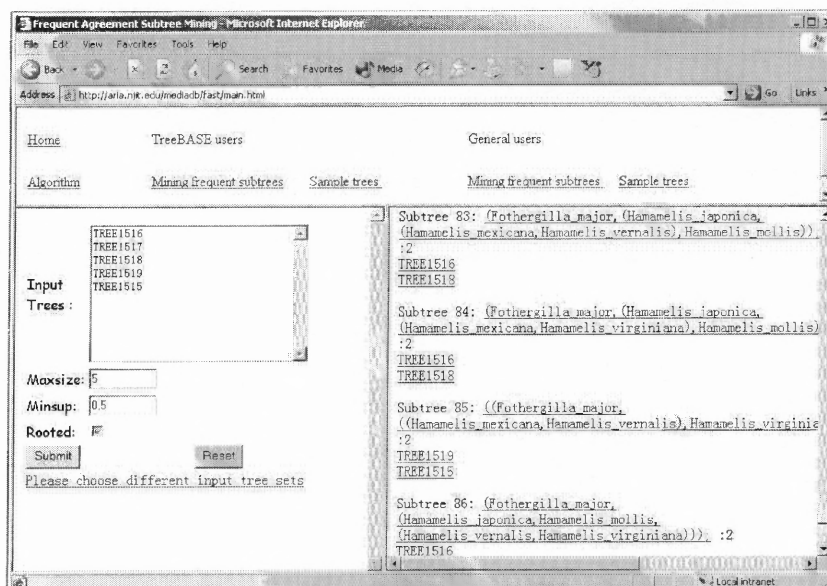 Frequent Agreement Subtree Mining - Microsoft Internet Explorer
File Edit View Favorites Tools Help
Back Search Favorites Media
Address http://aria.njit.edu/mediadb/fast/main.html Go Links
Home TreeBASE users General users
Algorithm Mining frequent subtrees Sample trees Mining frequent subtrees Sample trees
Input Trees :
TREE1516
TREE1517
TREE1518
TREE1519
TREE1515
Maxsize: 5
Minsup: 0.5
Rooted:
Submit Reset
Please choose different input tree sets
Subtree 83: (Fothergilla_major, (Hamamelis_japonica,
(Hamamelis_mexicana, Hamamelis_vernalis), Hamamelis_mollis)),
:2
TREE1516
TREE1518
Subtree 84: (Fothergilla_major, (Hamamelis_japonica,
(Hamamelis_mexicana, Hamamelis_virginiana), Hamamelis_mollis)
:2
TREE1516
TREE1518
Subtree 85: ((Fothergilla_major,
((Hamamelis_mexicana, Hamamelis_vernalis), Hamamelis_virginia
:2
TREE1519
TREE1515
Subtree 86: (Fothergilla_major,
(Hamamelis_japonica, Hamamelis_mollis,
(Hamamelis_vernalis, Hamamelis_virginiana))), :2
TREE1516
Local intranet